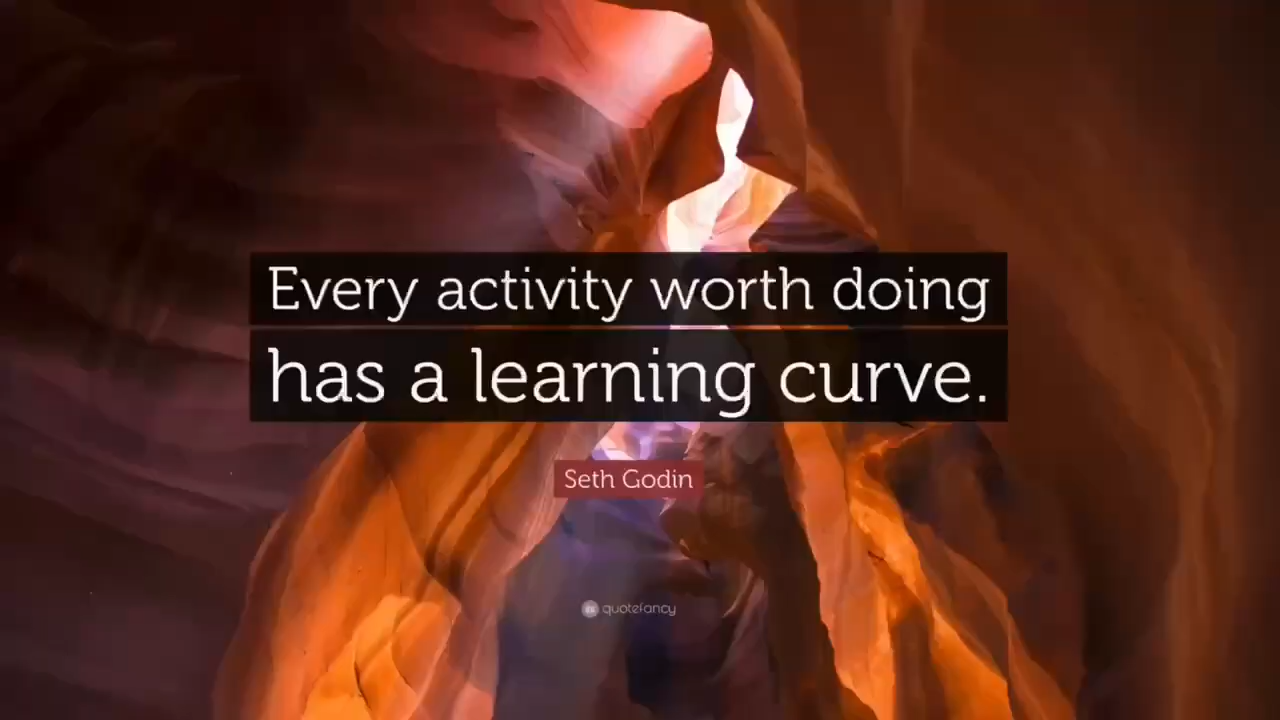 Every activity worth doing
has a learning curve.
Seth Godin
quotefancy